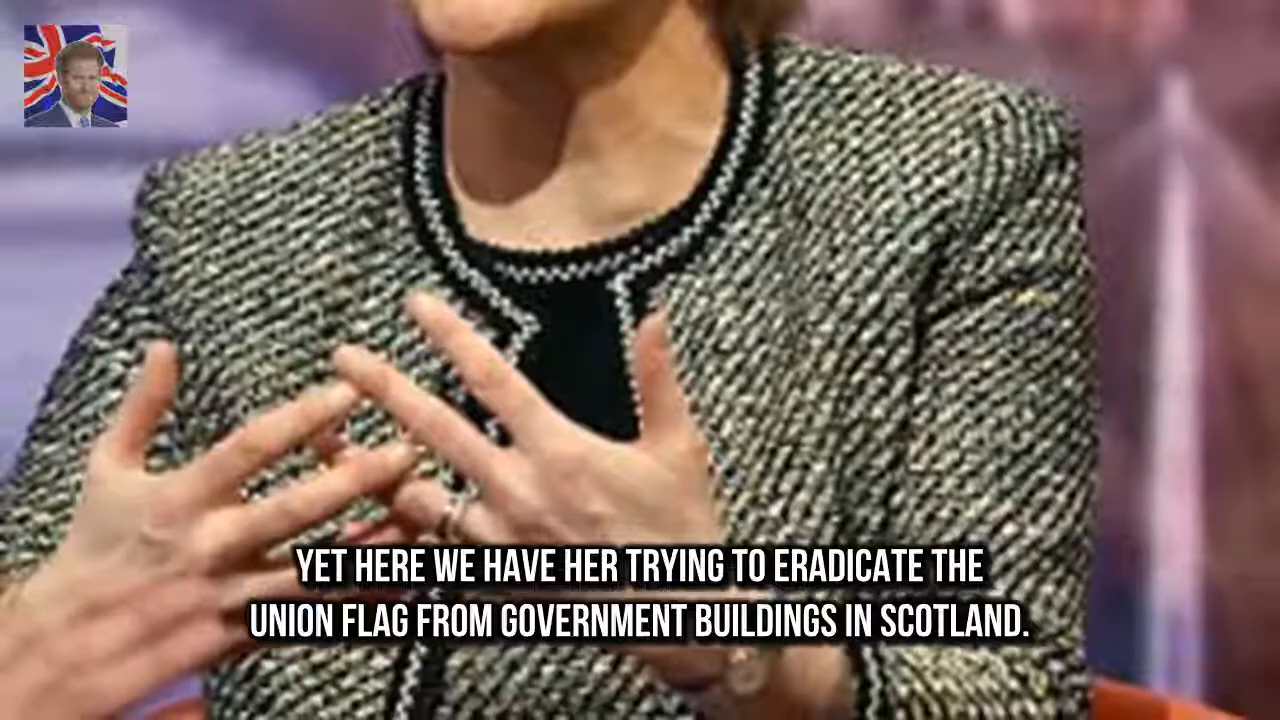 YET HERE WE HAVE HER TRYING TO ERADICATE THE
UNION FLAG FROM GOVERNMENT BUILDINGS IN SCOTLAND.